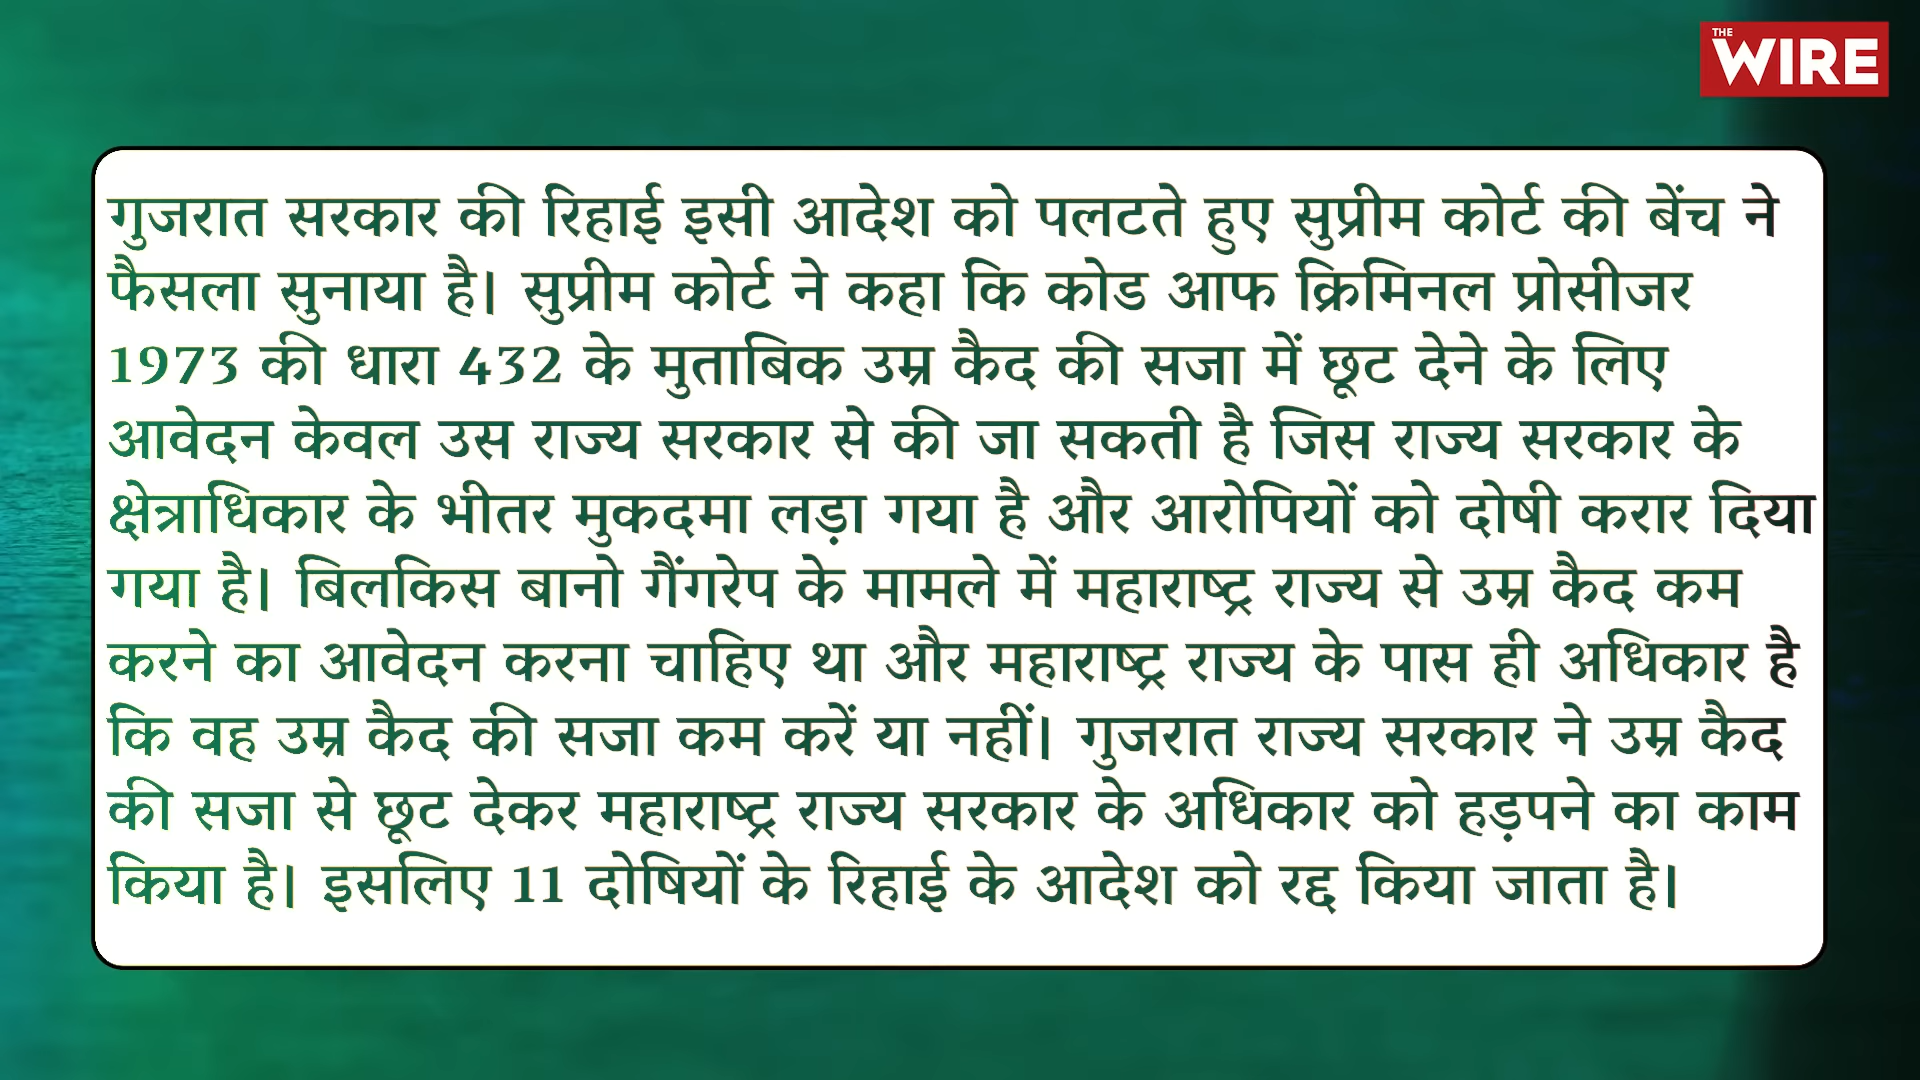 THE
WIRE
गुजरात सरकार की रिहाई इसी आदेश को पलटते हुए सुप्रीम कोर्ट की बेंच ने
फैसला सुनाया है। सुप्रीम कोर्ट ने कहा कि कोड आफ क्रिमिनल प्रोसीजर
1973 की धारा 432 के मुताबिक उम्र कैद की सजा में छूट देने के लिए
आवेदन केवल उस राज्य सरकार से की जा सकती है जिस राज्य सरकार के
क्षेत्राधिकार के भीतर मुकदमा लड़ा गया है और आरोपियों को दोषी करार दिया
गया है। बिलकिस बानो गैंगरेप के मामले में महाराष्ट्र राज्य से उम्र कैद कम
करने का आवेदन करना चाहिए था और महाराष्ट्र राज्य के पास ही अधिकार है
कि वह उम्र कैद की सजा कम करें या नहीं। गुजरात राज्य सरकार ने उम्र कैद
की सजा से छूट देकर महाराष्ट्र राज्य सरकार के अधिकार को हड़पने का काम
किया है। इसलिए 11 दोषियों के रिहाई के आदेश को रद्द किया जाता है।